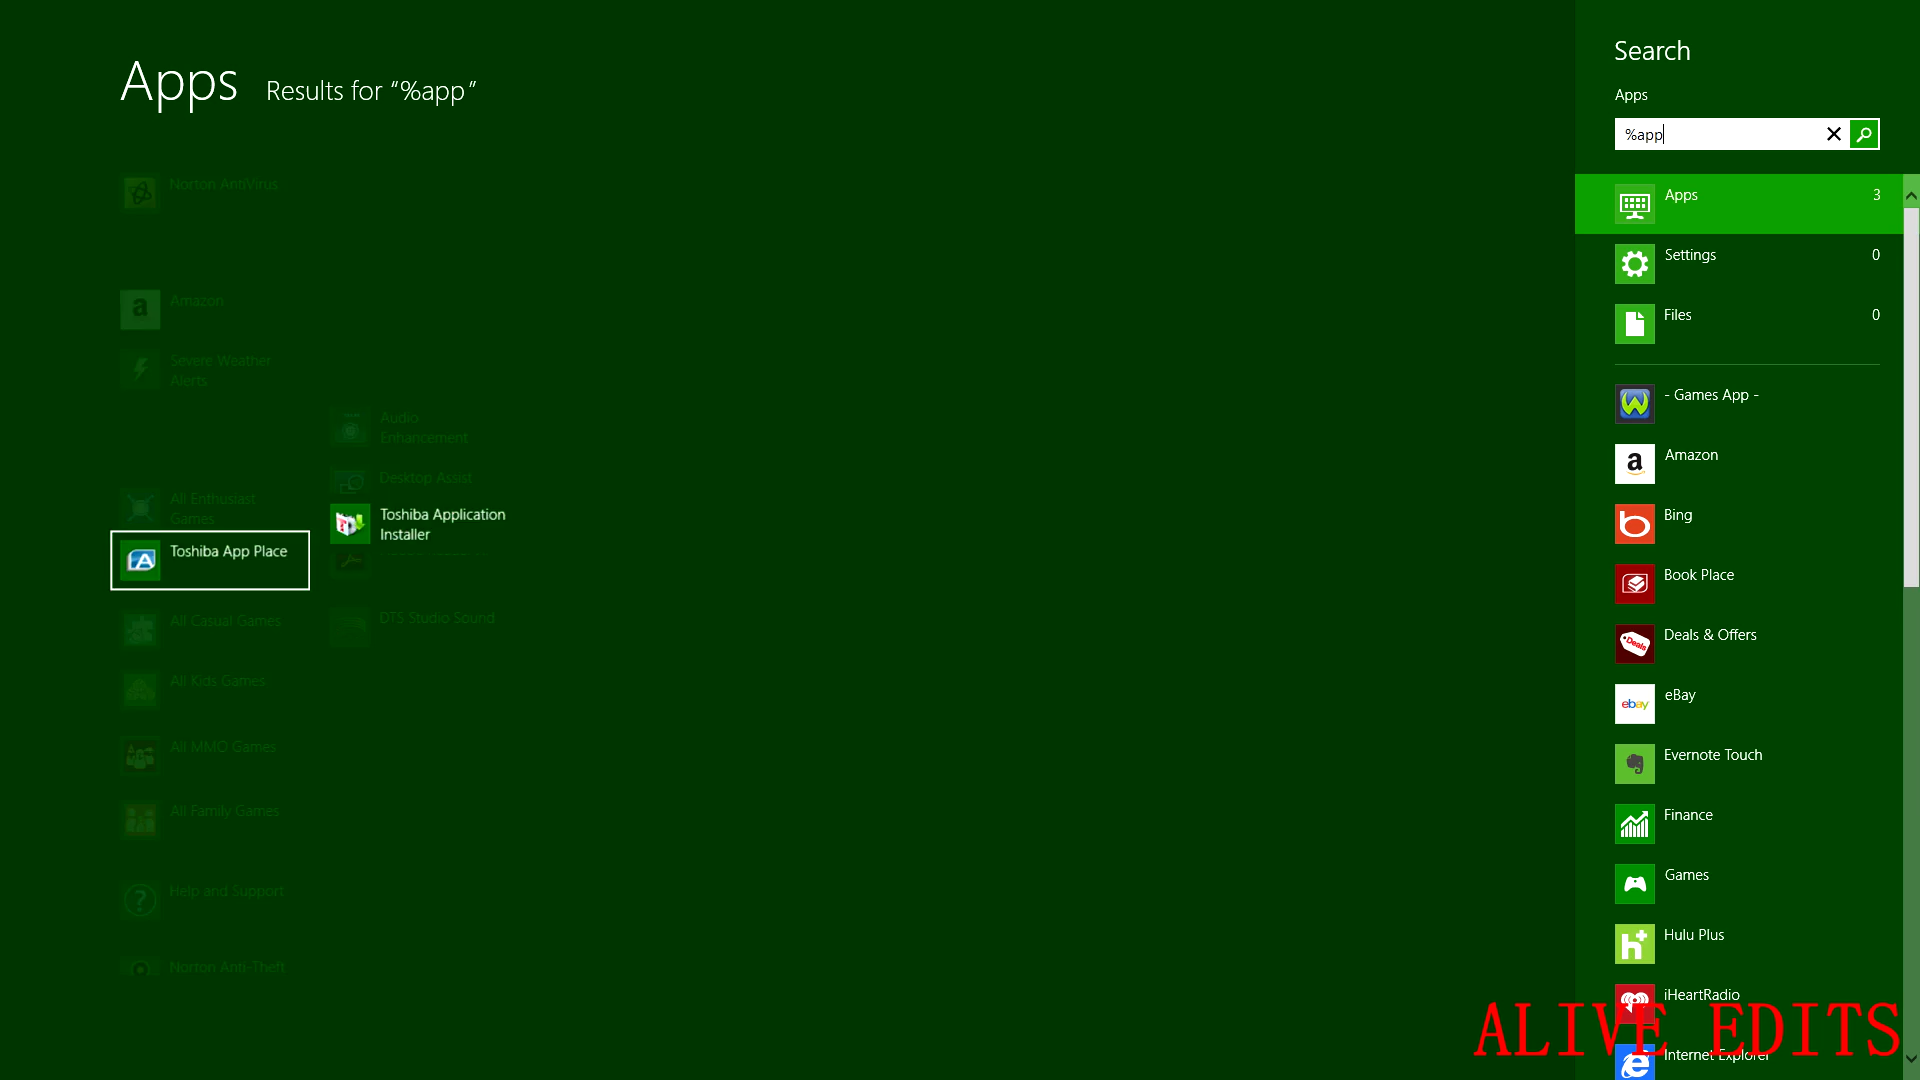 Apps Results for “%app”
Norton AntiVirus
Amazon
Severe Weather
Alerts
All Enthusiast
Games
Toshiba App Place
All Casual Games
All Kids Games
All MMO Games
All Family Games
Help and Support
Norton Anti-Theft
Audio
Enhancement
Desktop Assist
Toshiba Application
Installer
DTS Studio Sound
Search
Apps
%app
Apps 3
Settings 0
Files 0
- Games App -
Amazon
Bing
Book Place
Deals & Offers
eBay
Evernote Touch
Finance
Games
Hulu Plus
iHeartRadio
Internet Explorer
ALIVE EDITS